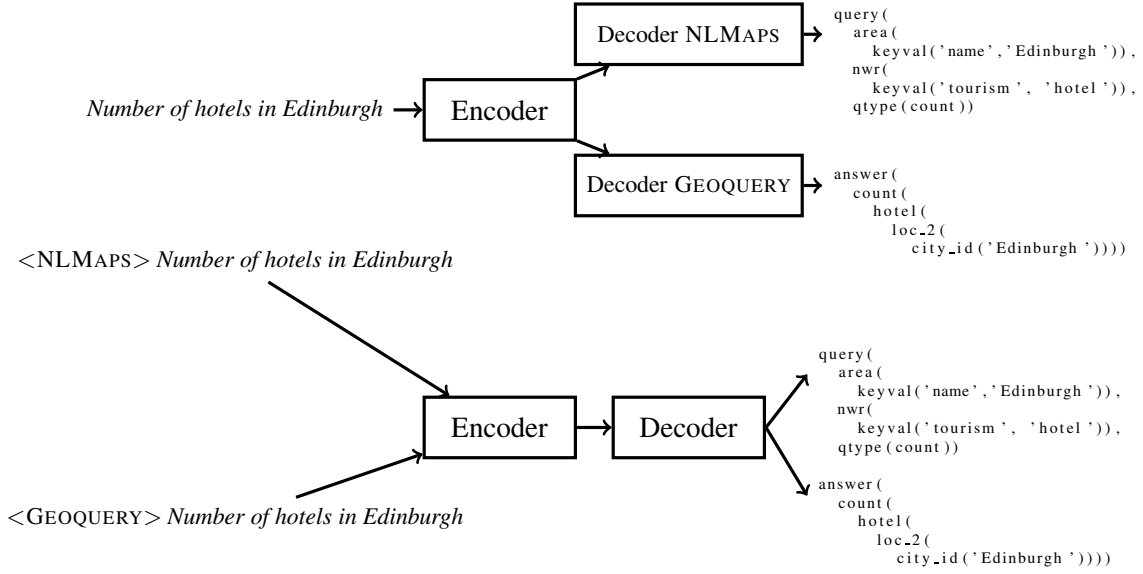 Decoder NLMAPS
query(
area(
keyval('name','Edinburgh')),
nwr(
keyval('tourism', 'hotel')),
qtype(count))
Number of hotels in Edinburgh
Encoder
Decoder GEOQUERY
answer(
count(
hotel(
loc_2(
city_id('Edinburgh'))))
<NLMAPS> Number of hotels in Edinburgh
Encoder
Decoder
query(
area(
keyval('name','Edinburgh')),
nwr(
keyval('tourism', 'hotel')),
qtype(count))
<GEOQUERY> Number of hotels in Edinburgh
answer(
count(
hotel(
loc_2(
city_id('Edinburgh'))))